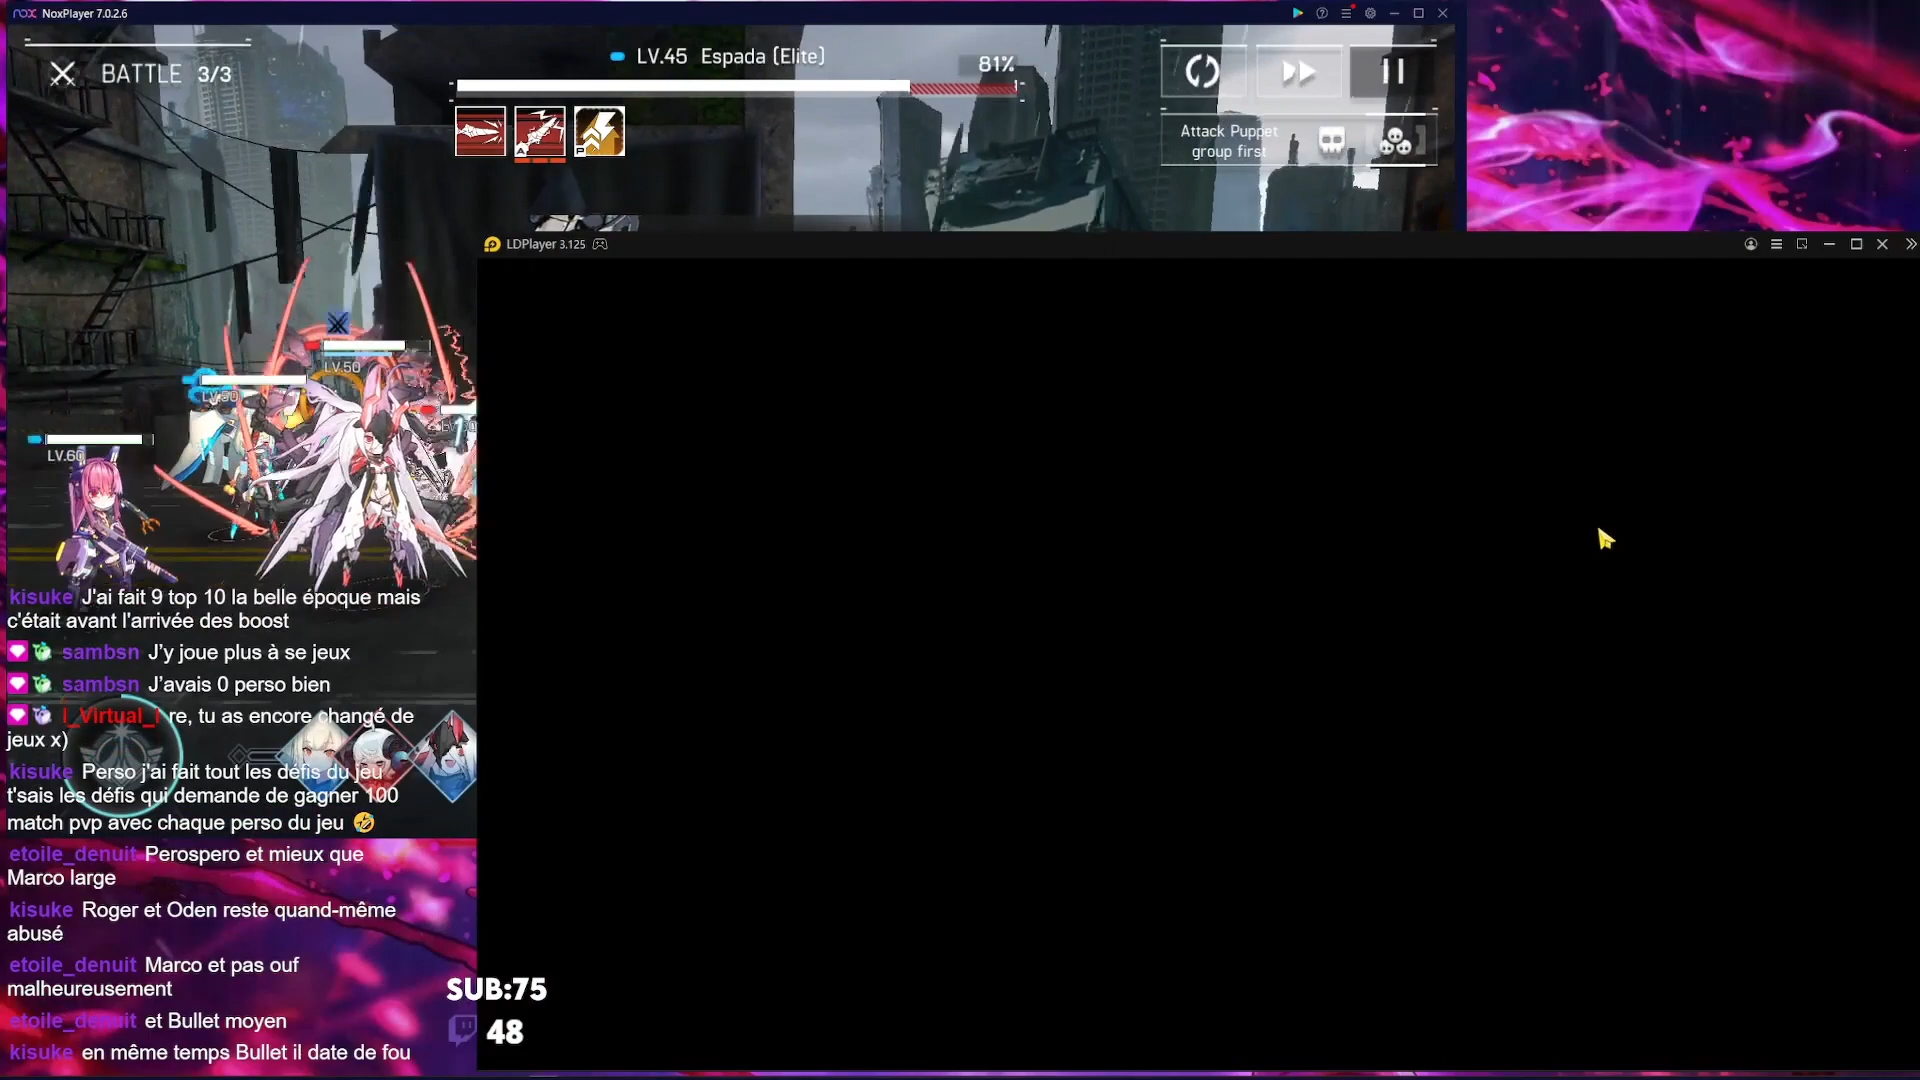 nox NoxPlayer 7.0.2.6
BATTLE 3/3
LV.45 Espada (Elite)
81%
Attack Puppet
group first
A
P
LDPlayer 3.125
LV.50
LV.50
LV.60
kisuke J'ai fait 9 top 10 la belle époque mais
c'était avant l'arrivée des boost
sambsn J'y joue plus à se jeux
sambsn J'avais 0 perso bien
I_Virtual_I re, tu as encore changé de
jeux x)
kisuke Perso j'ai fait tout les défis du jeu
t'sais les défis qui demande de gagner 100
match pvp avec chaque perso du jeu 🤣
etoile_denuit Perospero et mieux que
Marco large
kisuke Roger et Oden reste quand-même
abusé
etoile_denuit Marco et pas ouf
malheureusement
etoile_denuit et Bullet moyen
kisuke en même temps Bullet il date de fou
SUB:75
48